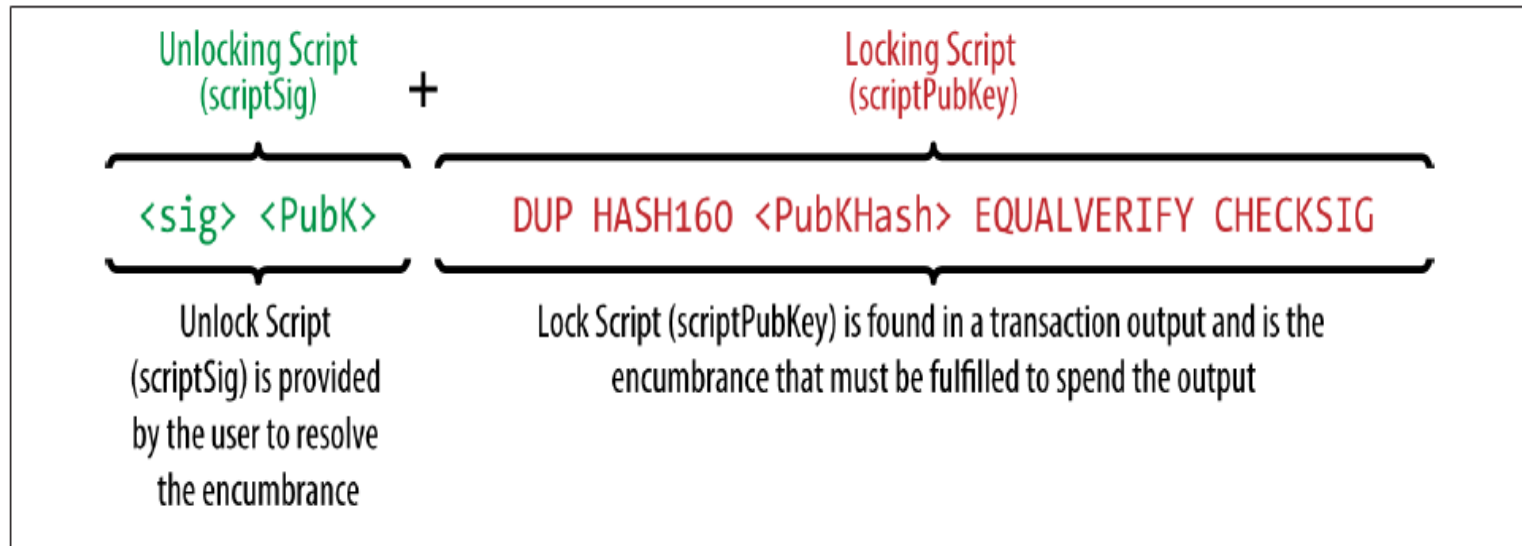 Unlocking Script
(scriptSig)
+
Locking Script
(scriptPubKey)
<sig> <PubK>
DUP HASH160 <PubKHash> EQUALVERIFY CHECKSIG
Unlock Script
(scriptSig) is provided
by the user to resolve
the encumbrance
Lock Script (scriptPubKey) is found in a transaction output and is the
encumbrance that must be fulfilled to spend the output